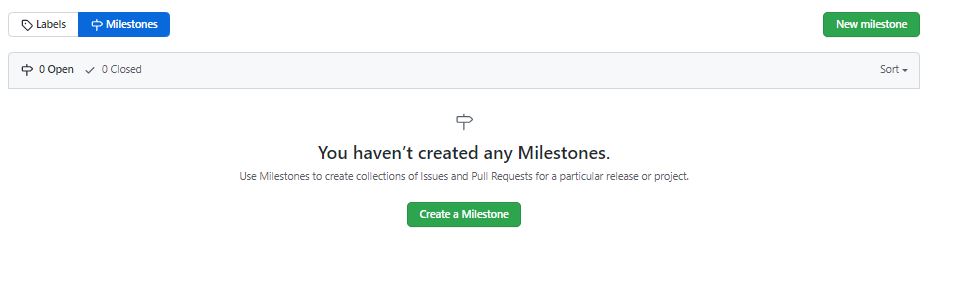 Labels Milestones New milestone
0 Open 0 Closed Sort
You haven’t created any Milestones.
Use Milestones to create collections of Issues and Pull Requests for a particular release or project.
Create a Milestone